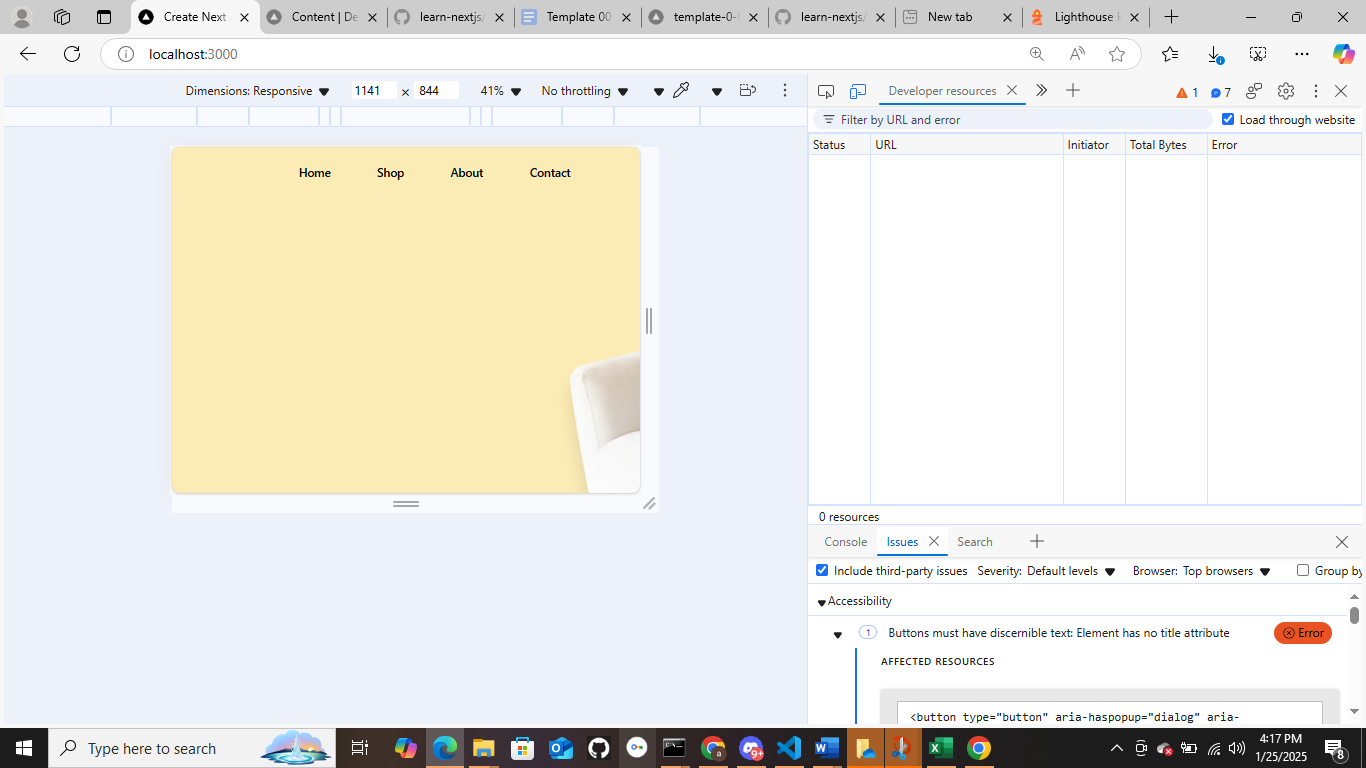 Create Next
Content | De
learn-nextjs/
Template 00
template-0-
learn-nextjs/
New tab
Lighthouse
localhost:3000
Dimensions: Responsive 1141 × 844 41% No throttling
Developer resources 1 7
Filter by URL and error Load through website
Status URL Initiator Total Bytes Error
Home Shop About Contact
0 resources
Console Issues Search
Include third-party issues Severity: Default levels Browser: Top browsers Group by
Accessibility
1 Buttons must have discernible text: Element has no title attribute Error
AFFECTED RESOURCES
<button type="button" aria-haspopup="dialog" aria-
Type here to search
9+
4:17 PM
1/25/2025
8